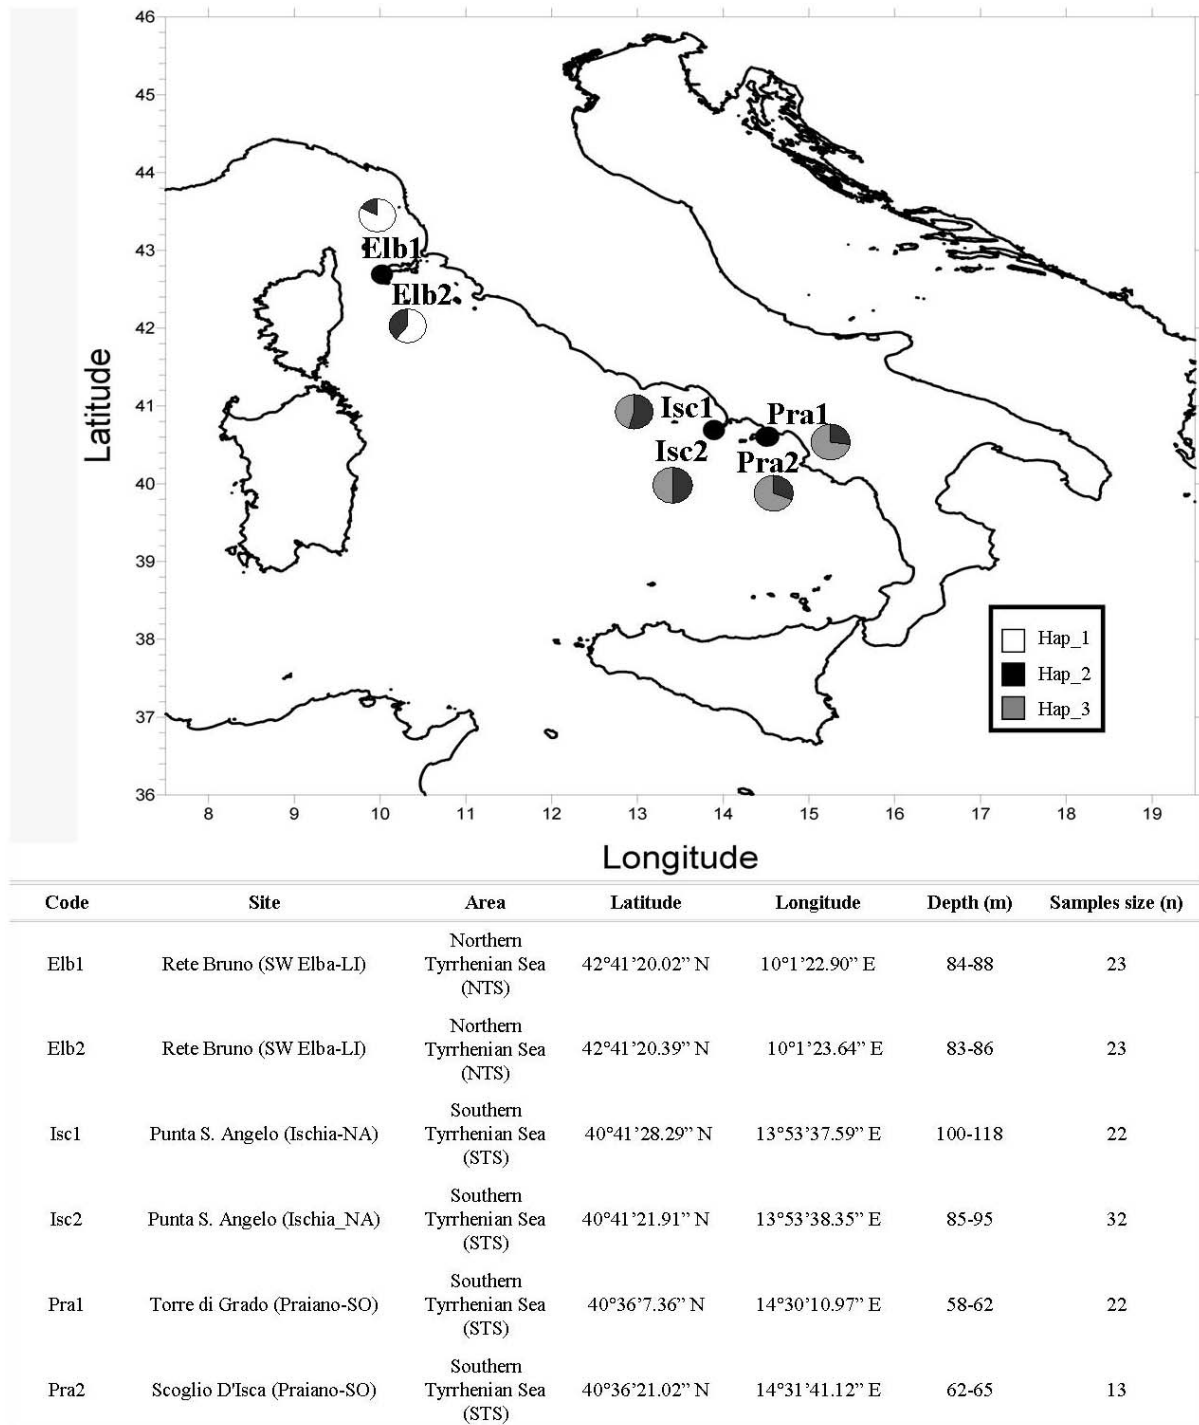 46
45
44
43
42
41
40
39
38
37
36
Latitude
Elb1
Elb2
Isc1
Pra1
Isc2
Pra2
Hap_1
Hap_2
Hap_3
8 9 10 11 12 13 14 15 16 17 18 19
Longitude
Code Site Area Latitude Longitude Depth (m) Samples size (n)
Northern
Elb1 Rete Bruno (SW Elba-LI) Tyrrhenian Sea 42°41’20.02” N 10°1’22.90” E 84-88 23
(NTS)
Northern
Elb2 Rete Bruno (SW Elba-LI) Tyrrhenian Sea 42°41’20.39” N 10°1’23.64” E 83-86 23
(NTS)
Southern
Isc1 Punta S. Angelo (Ischia-NA) Tyrrhenian Sea 40°41’28.29” N 13°53’37.59” E 100-118 22
(STS)
Southern
Isc2 Punta S. Angelo (Ischia_NA) Tyrrhenian Sea 40°41’21.91” N 13°53’38.35” E 85-95 32
(STS)
Southern
Pra1 Torre di Grado (Praiano-SO) Tyrrhenian Sea 40°36’7.36” N 14°30’10.97” E 58-62 22
(STS)
Southern
Pra2 Scoglio D'Isca (Praiano-SO) Tyrrhenian Sea 40°36’21.02” N 14°31’41.12” E 62-65 13
(STS)